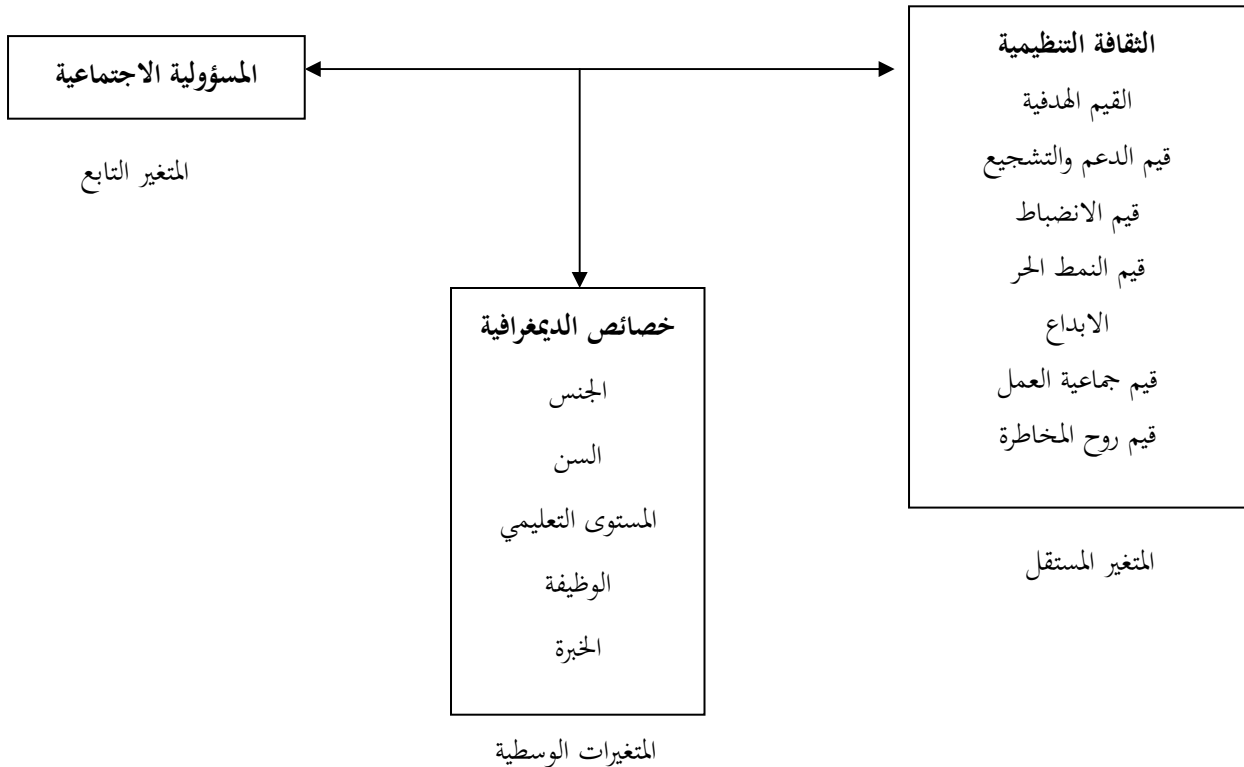 الثقافة التنظيمية
القيم الهدفية
قيم الدعم والتشجيع
قيم الانضباط
قيم النمط الحر
الابداع
قيم جماعية العمل
قيم روح المخاطرة
المتغير المستقل
المسؤولية الاجتماعية
المتغير التابع
خصائص الديمغرافية
الجنس
السن
المستوى التعليمي
الوظيفة
الخبرة
المتغيرات الوسطية